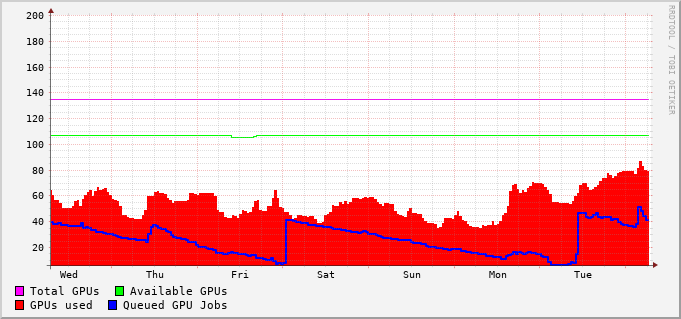 200
180
160
140
120
100
80
60
40
20
Wed Thu Fri Sat Sun Mon Tue
Total GPUs Available GPUs
GPUs used Queued GPU Jobs
RRDTOOL / TOBI OETIKER